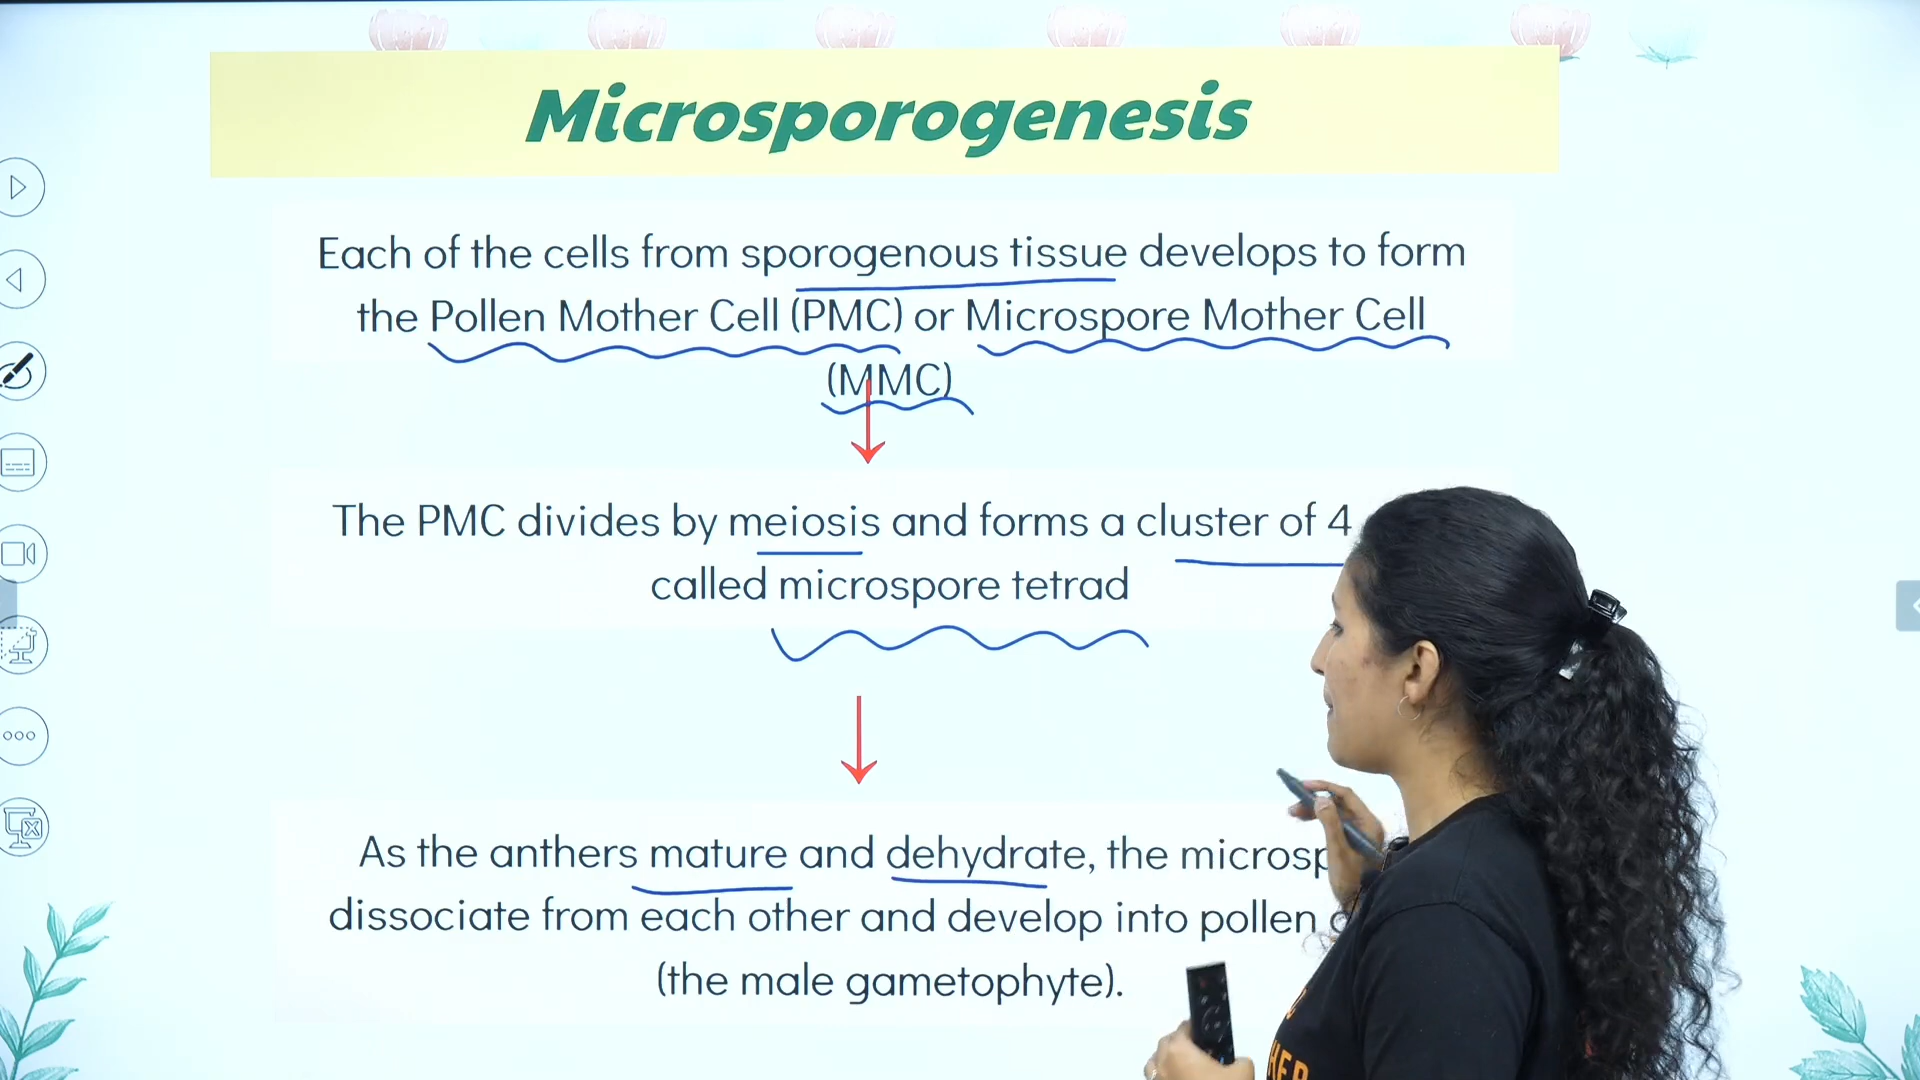 Microsporogenesis
Each of the cells from sporogenous tissue develops to form
the Pollen Mother Cell (PMC) or Microspore Mother Cell
(MMC)
The PMC divides by meiosis and forms a cluster of 4
called microspore tetrad
As the anthers mature and dehydrate, the
dissociate from each other and develop into pollen
(the male gametophyte).